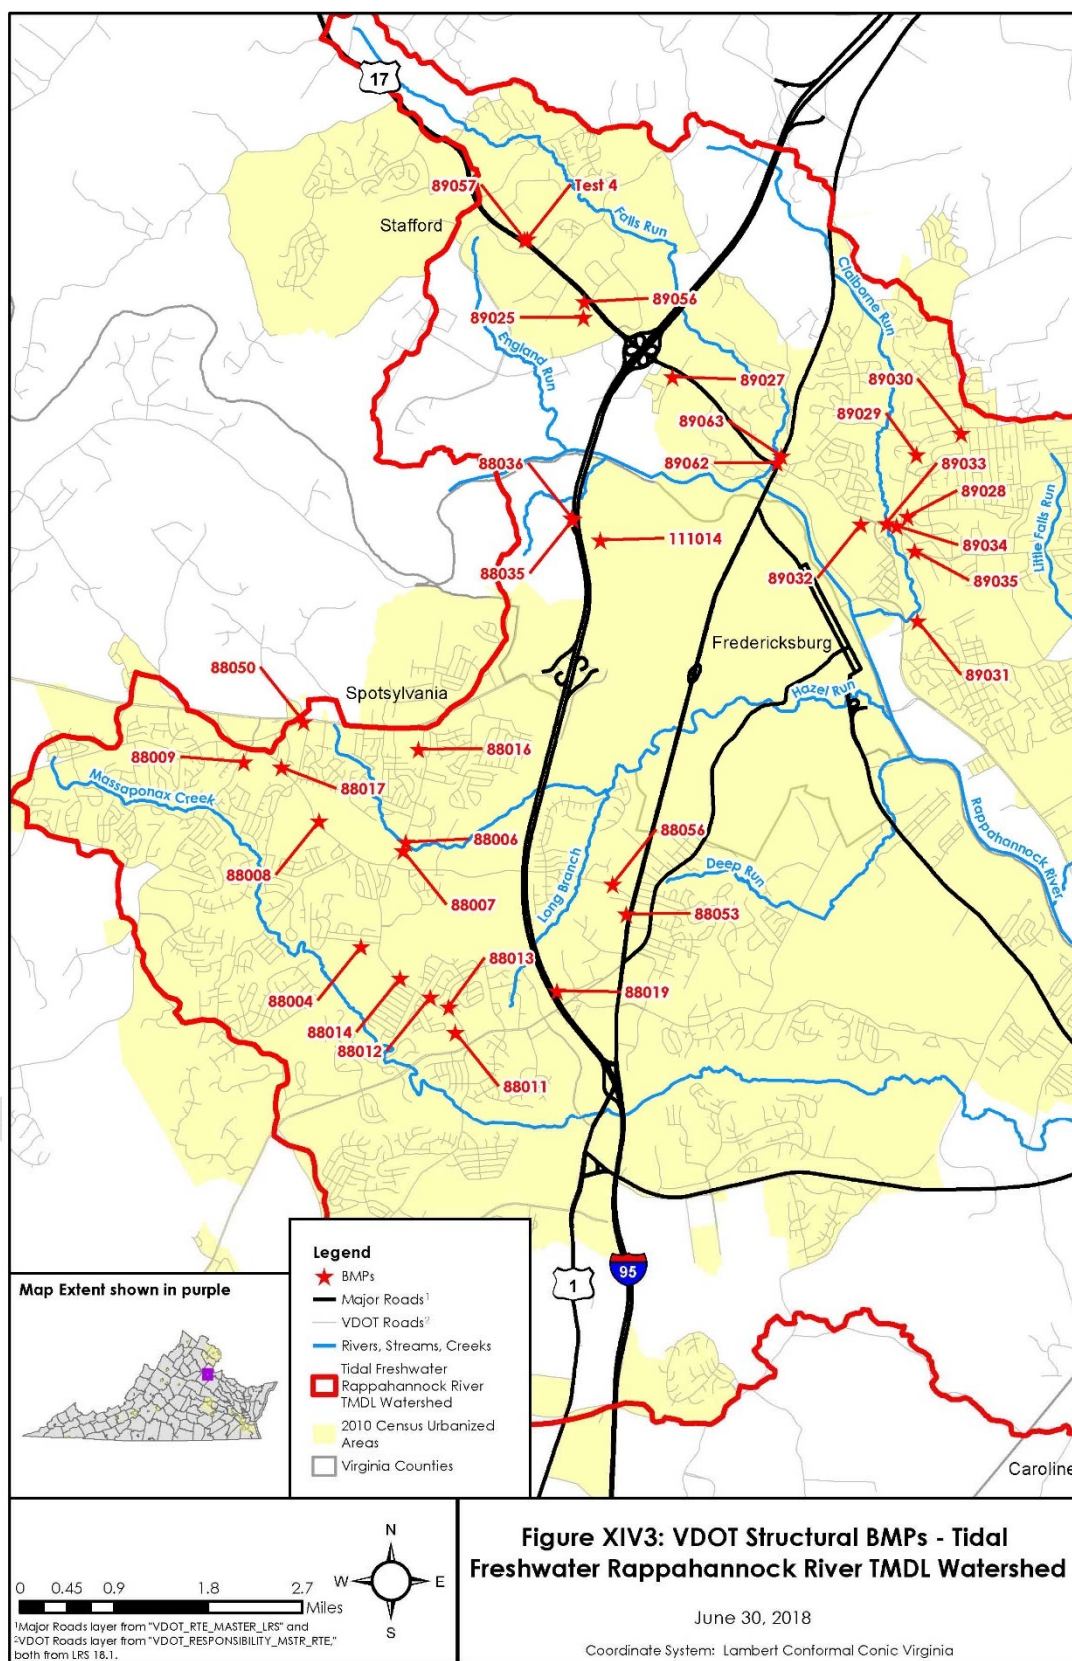 17
89057
Test 4
Stafford
Falls Run
89056
89025
England Run
Claiborne Run
89027
89030
89063
89029
89062
89033
88036
89028
Little Falls Run
111014
89034
88035
89032
89035
Fredericksburg
88050
89031
Spotsylvania
Hazel Run
88016
88009
Massaponax Creek
88017
Rappahannock River
88006
88056
Long Branch
Deep Run
88008
88007
88053
88013
88004
88019
88014
88012
88011
Legend
BMPs
Major Roads¹
VDOT Roads²
Rivers, Streams, Creeks
Tidal Freshwater
Rappahannock River
TMDL Watershed
2010 Census Urbanized
Areas
Virginia Counties
1
95
Map Extent shown in purple
Caroline
0 0.45 0.9 1.8 2.7
Miles
N
W E
S
¹Major Roads layer from "VDOT_RTE_MASTER_LRS" and
²VDOT Roads layer from "VDOT_RESPONSIBILITY_MSTR_RTE,"
both from LRS 18.1.
Figure XIV3: VDOT Structural BMPs - Tidal
Freshwater Rappahannock River TMDL Watershed
June 30, 2018
Coordinate System: Lambert Conformal Conic Virginia